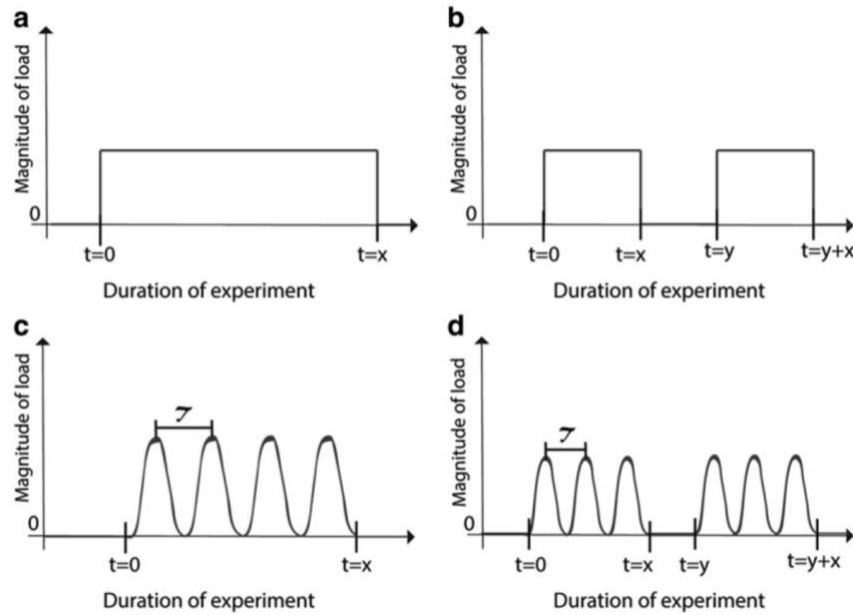 a
Magnitude of load
0
t=0
t=x
Duration of experiment
b
Magnitude of load
0
t=0
t=x
t=y
t=y+x
Duration of experiment
c
Magnitude of load
𝒯
0
t=0
t=x
Duration of experiment
d
Magnitude of load
𝒯
0
t=0
t=x
t=y
t=y+x
Duration of experiment